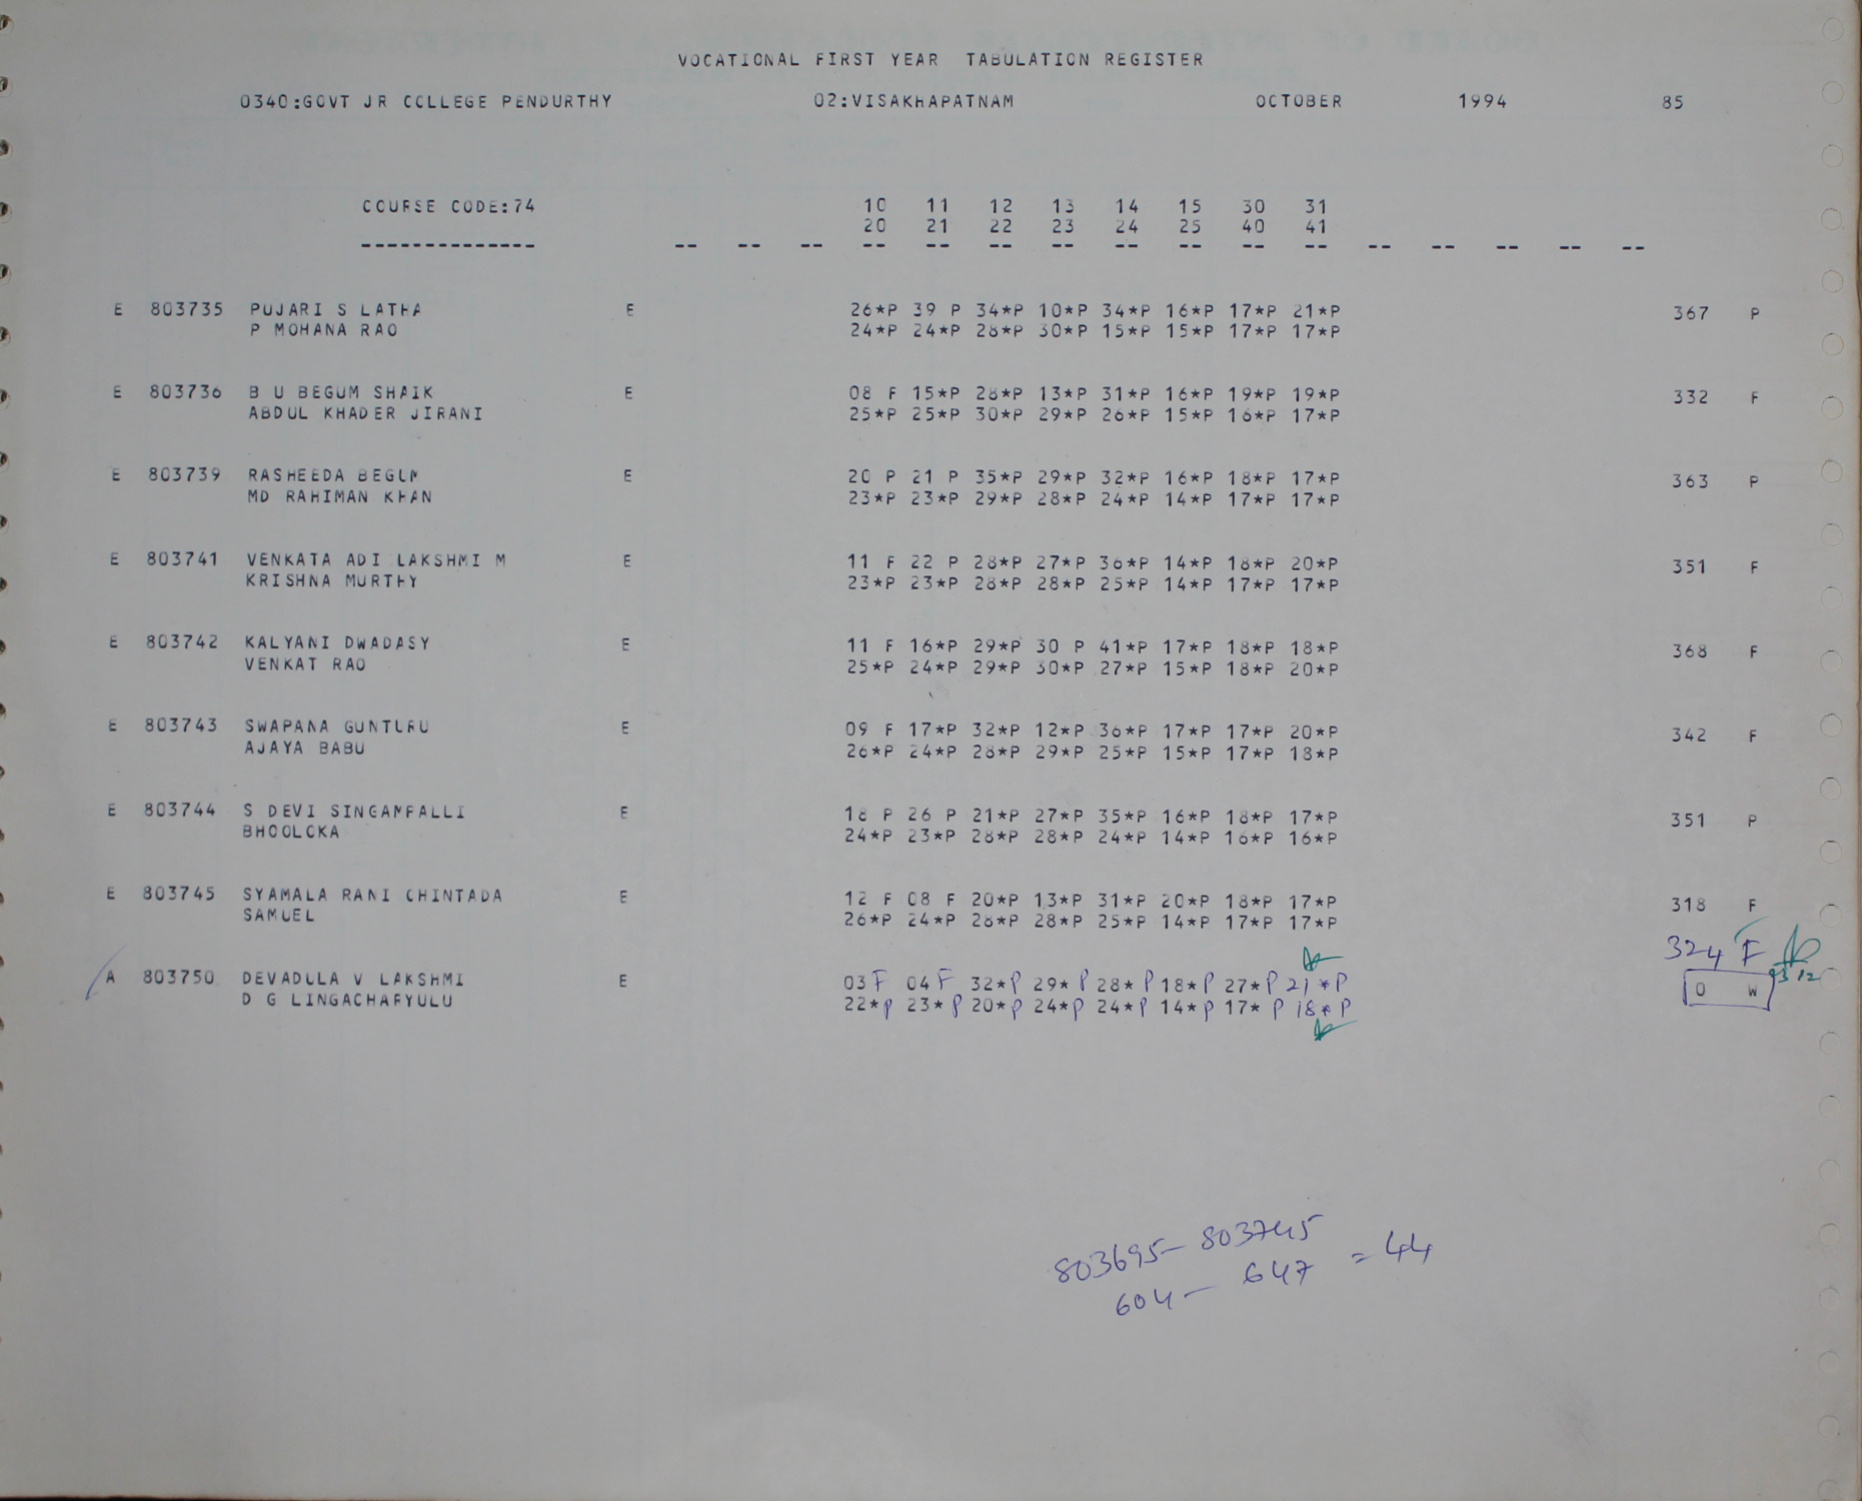 VOCATIONAL FIRST YEAR TABULATION REGISTER
0340:GOVT JR COLLEGE PENDURTHY 02:VISAKHAPATNAM OCTOBER 1994 85
COURSE CODE:74 10 11 12 13 14 15 30 31
20 21 22 23 24 25 40 41
-------------- -- -- -- -- -- -- -- -- -- -- -- -- -- -- -- --
E 803735 PUJARI S LATHA E 26*P 39 P 34*P 10*P 34*P 16*P 17*P 21*P 367 P
P MOHANA RAO 24*P 24*P 28*P 30*P 15*P 15*P 17*P 17*P
E 803736 B U BEGUM SHAIK E 08 F 15*P 28*P 13*P 31*P 16*P 19*P 19*P 332 F
ABDUL KHADER JIRANI 25*P 25*P 30*P 29*P 26*P 15*P 16*P 17*P
E 803739 RASHEEDA BEGUM E 20 P 21 P 35*P 29*P 32*P 16*P 18*P 17*P 363 P
MD RAHIMAN KHAN 23*P 23*P 29*P 28*P 24*P 14*P 17*P 17*P
E 803741 VENKATA ADI LAKSHMI M E 11 F 22 P 28*P 27*P 36*P 14*P 18*P 20*P 351 F
KRISHNA MURTHY 23*P 23*P 28*P 28*P 25*P 14*P 17*P 17*P
E 803742 KALYANI DWADASY E 11 F 16*P 29*P 30 P 41*P 17*P 18*P 18*P 368 F
VENKAT RAO 25*P 24*P 29*P 30*P 27*P 15*P 18*P 20*P
E 803743 SWAPANA GUNTURU E 09 F 17*P 32*P 12*P 36*P 17*P 17*P 20*P 342 F
AJAYA BABU 26*P 24*P 28*P 29*P 25*P 15*P 17*P 18*P
E 803744 S DEVI SINGAMPALLI E 18 P 26 P 21*P 27*P 35*P 16*P 18*P 17*P 351 P
BHOOLOKA 24*P 23*P 28*P 28*P 24*P 14*P 16*P 16*P
E 803745 SYAMALA RANI CHINTADA E 12 F 08 F 20*P 13*P 31*P 20*P 18*P 17*P 318 F
SAMUEL 26*P 24*P 28*P 28*P 25*P 14*P 17*P 17*P
324 F
A 803750 DEVADULA V LAKSHMI E 03 F 04 F 32*P 29*P 28*P 18*P 27*P 21*P 0 W
D G LINGACHARYULU 22*P 23*P 20*P 24*P 24*P 14*P 17*P 18*P
803695- 803745
604- 647 = 44